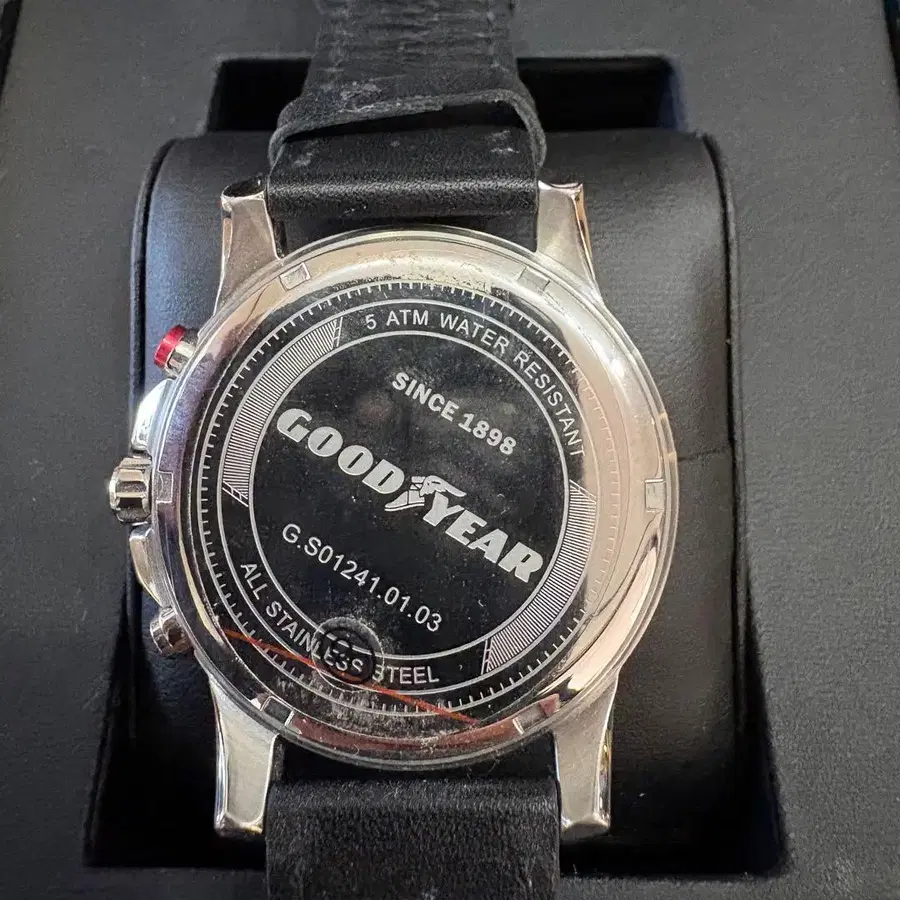 5 ATM WATER RESISTANT
SINCE 1898
GOODYEAR
G.S01241.01.03
ALL STAINLESS STEEL